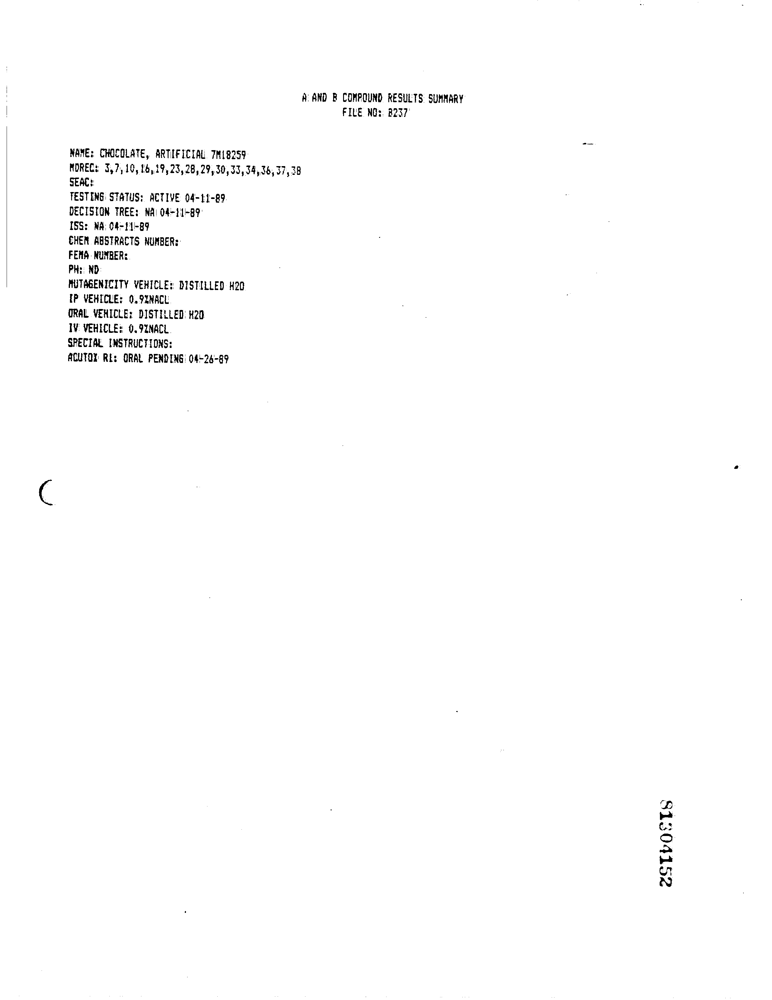 A AND B COMPOUND RESULTS SUMMARY
FILE NO: B237
NAME: CHOCOLATE, ARTIFICIAL 7M18259
MOREC: 3,7,10,16,19,23,28,29,30,33,34,36,37,38
SEAC:
TESTING STATUS: ACTIVE 04-11-89
DECISION TREE: NA 04-11-89
ISS: NA 04-11-89
CHEM ABSTRACTS NUMBER:
FEMA NUMBER:
PH: ND
MUTAGENICITY VEHICLE: DISTILLED H2O
IP VEHICLE: 0.9%NACL
ORAL VEHICLE: DISTILLED H2O
IV VEHICLE: 0.9%NACL
SPECIAL INSTRUCTIONS:
ACUTOX R1: ORAL PENDING 04-26-89
81304152